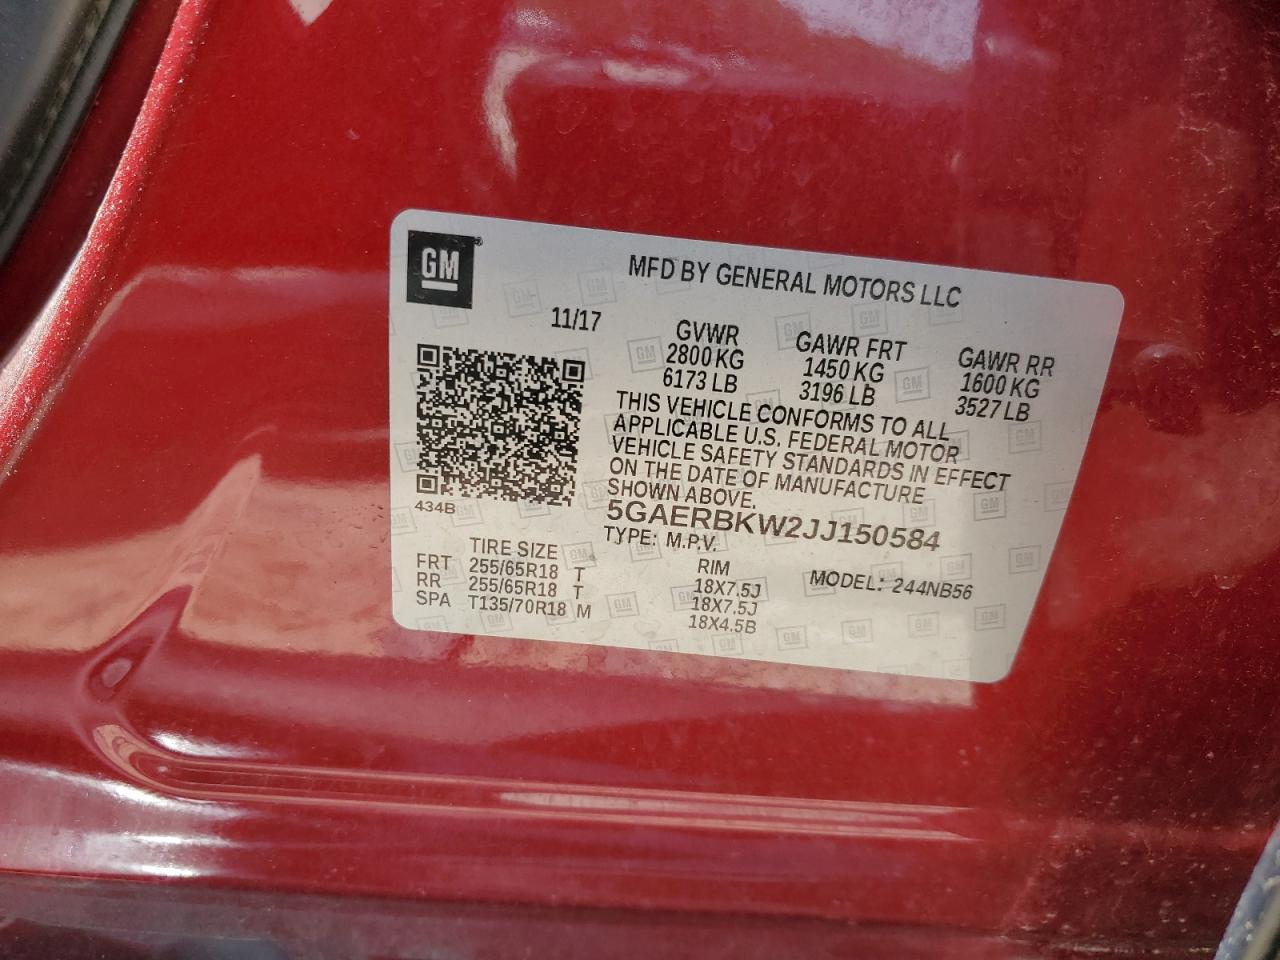 GM
MFD BY GENERAL MOTORS LLC
11/17
GVWR
2800 KG
6173 LB
GAWR FRT
1450 KG
3196 LB
GAWR RR
1600 KG
3527 LB
THIS VEHICLE CONFORMS TO ALL
APPLICABLE U.S. FEDERAL MOTOR
VEHICLE SAFETY STANDARDS IN EFFECT
ON THE DATE OF MANUFACTURE
SHOWN ABOVE.
434B
5GAERBKW2JJ150584
TYPE: M.P.V.
MODEL: 244NB56
TIRE SIZE RIM
FRT 255/65R18 T 18X7.5J
RR 255/65R18 T 18X7.5J
SPA T135/70R18 M 18X4.5B